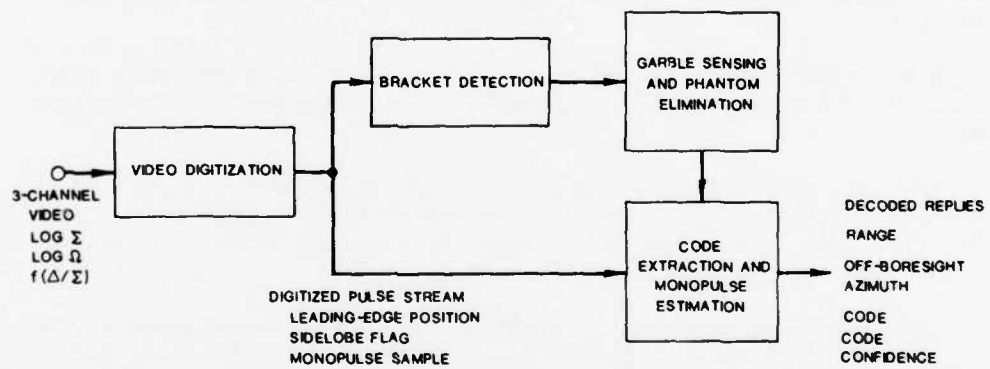 GARBLE SENSING
AND PHANTOM
ELIMINATION
BRACKET DETECTION
VIDEO DIGITIZATION
3-CHANNEL
VIDEO
LOG Σ
LOG Ω
f(Δ/Σ)
DIGITIZED PULSE STREAM
LEADING-EDGE POSITION
SIDELOBE FLAG
MONOPULSE SAMPLE
CODE
EXTRACTION AND
MONOPULSE
ESTIMATION
DECODED REPLIES
RANGE
OFF-BORESIGHT
AZIMUTH
CODE
CODE
CONFIDENCE